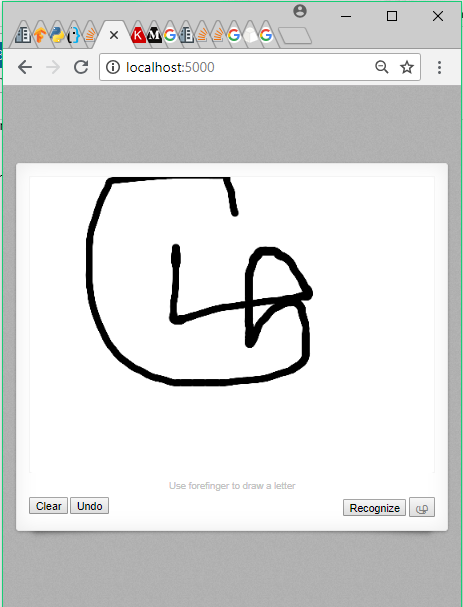 localhost:5000
Use forefinger to draw a letter
Clear Undo Recognize